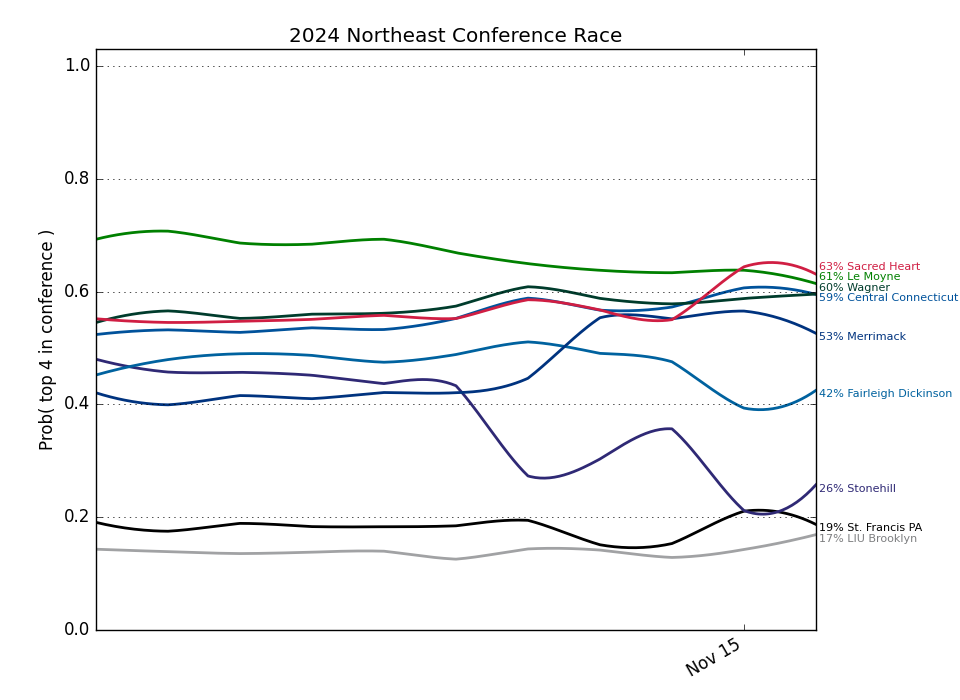 2024 Northeast Conference Race
1.0
0.8
0.6
0.4
0.2
0.0
Prob( top 4 in conference )
63% Sacred Heart
61% Le Moyne
60% Wagner
59% Central Connecticut
53% Merrimack
42% Fairleigh Dickinson
26% Stonehill
19% St. Francis PA
17% LIU Brooklyn
Nov 15